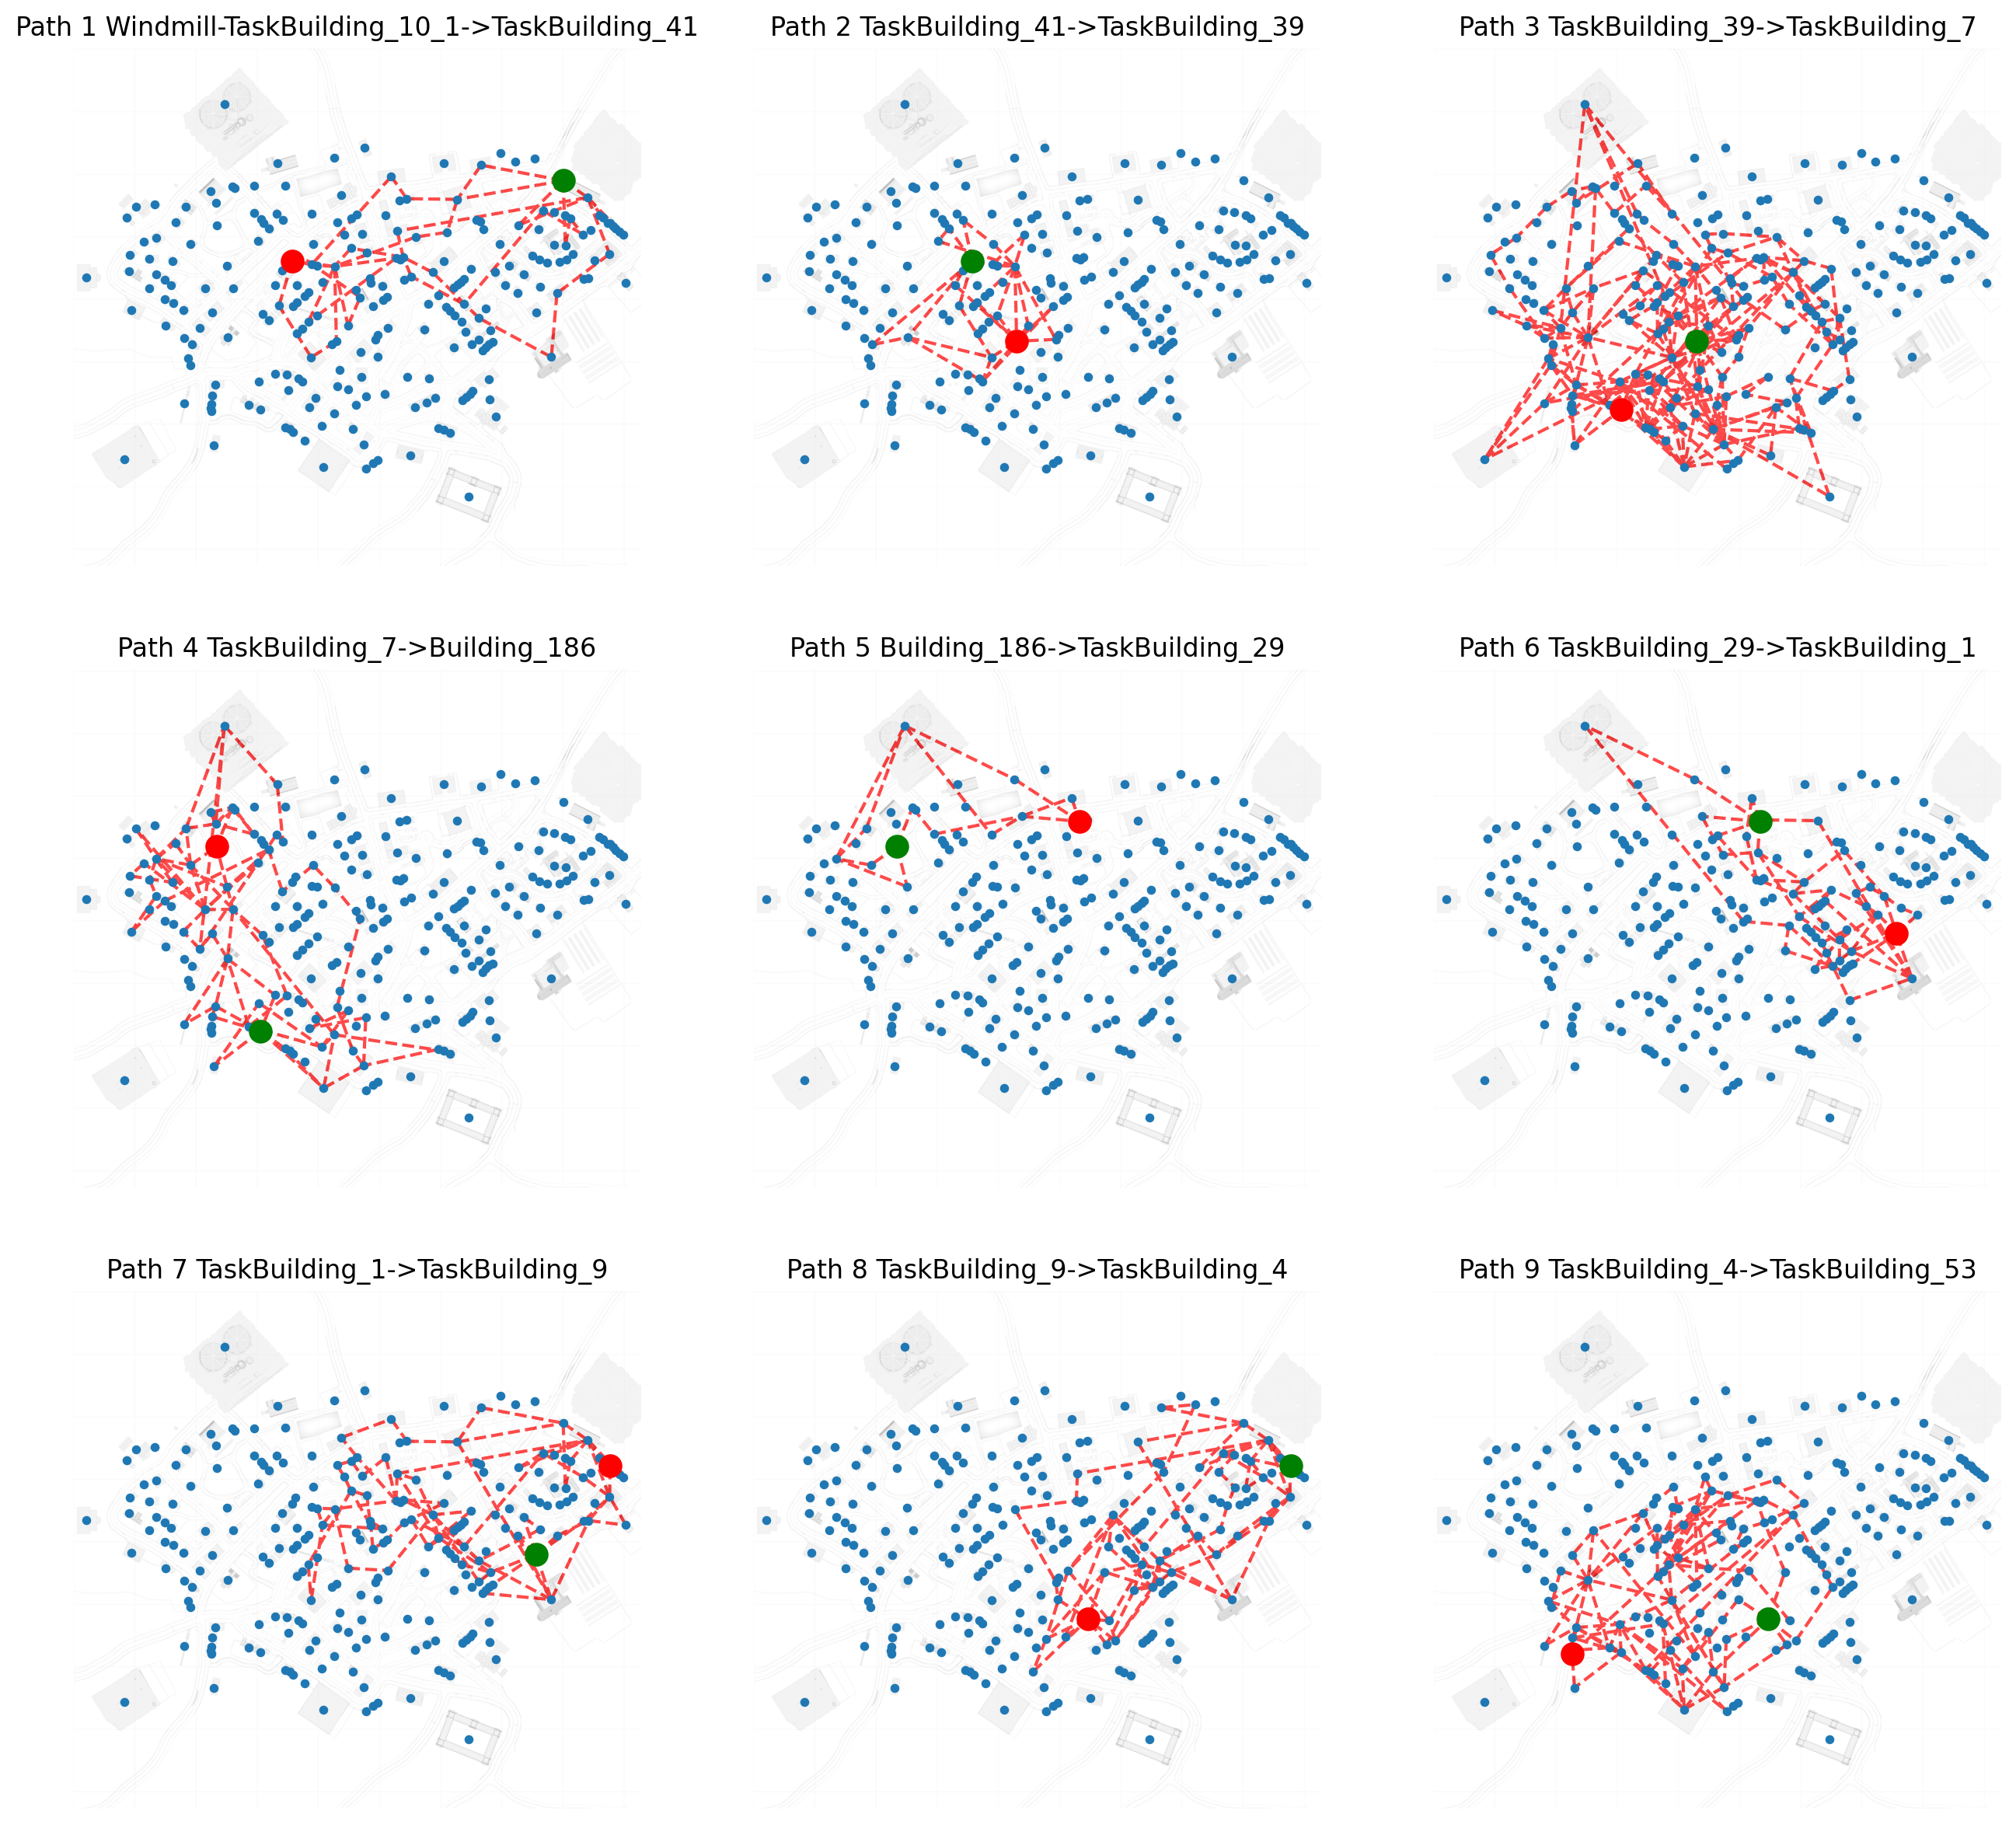 Path 1 Windmill-TaskBuilding_10_1->TaskBuilding_41
Path 2 TaskBuilding_41->TaskBuilding_39
Path 3 TaskBuilding_39->TaskBuilding_7
Path 4 TaskBuilding_7->Building_186
Path 5 Building_186->TaskBuilding_29
Path 6 TaskBuilding_29->TaskBuilding_1
Path 7 TaskBuilding_1->TaskBuilding_9
Path 8 TaskBuilding_9->TaskBuilding_4
Path 9 TaskBuilding_4->TaskBuilding_53